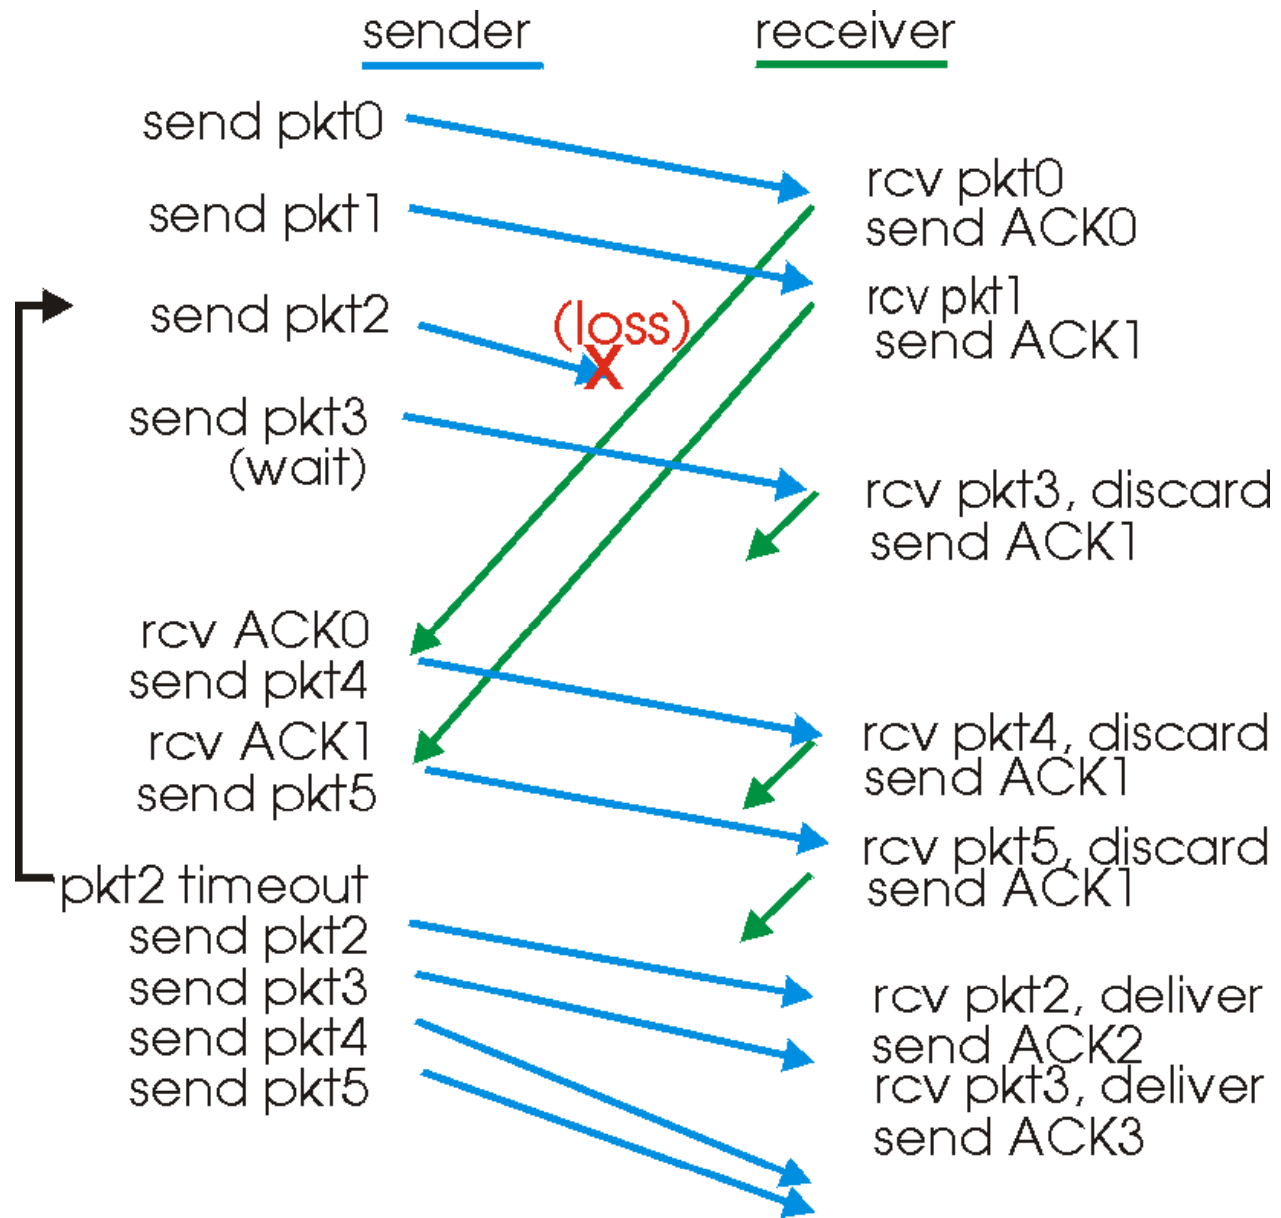 sender
receiver
send pkt0
send pkt1
send pkt2
(loss)
X
send pkt3
(wait)
rcv ACK0
send pkt4
rcv ACK1
send pkt5
pkt2 timeout
send pkt2
send pkt3
send pkt4
send pkt5
rcv pkt0
send ACK0
rcv pkt1
send ACK1
rcv pkt3, discard
send ACK1
rcv pkt4, discard
send ACK1
rcv pkt5, discard
send ACK1
rcv pkt2, deliver
send ACK2
rcv pkt3, deliver
send ACK3